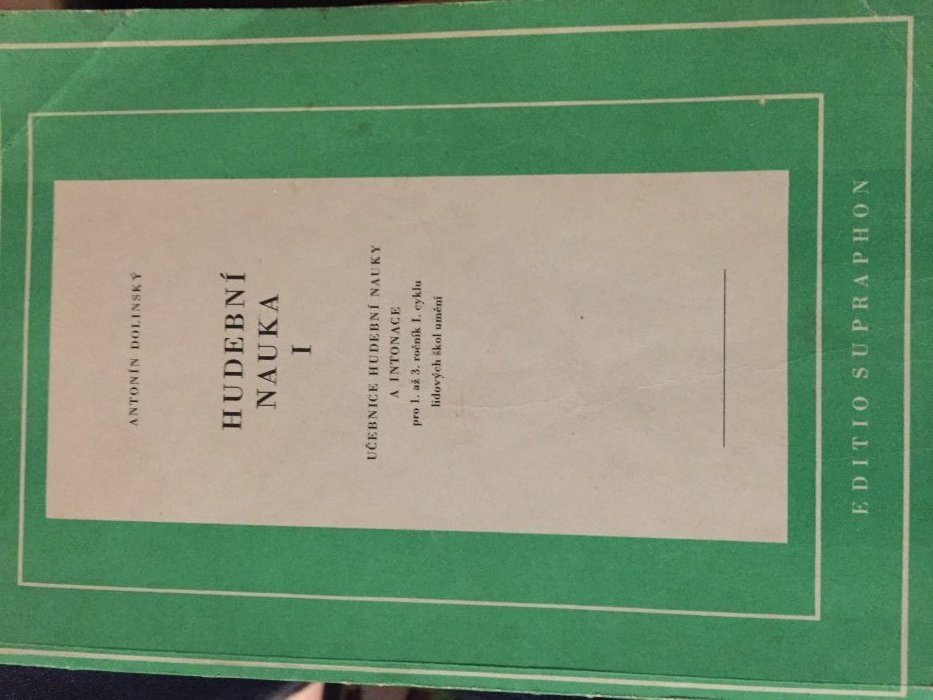 ANTONÍN DOLINSKÝ
HUDEBNÍ
NAUKA
I
UČEBNICE HUDEBNÍ NAUKY
A INTONACE
pro 1. až 3. ročník I. cyklu
lidových škol umění
EDITIO SUPRAPHON